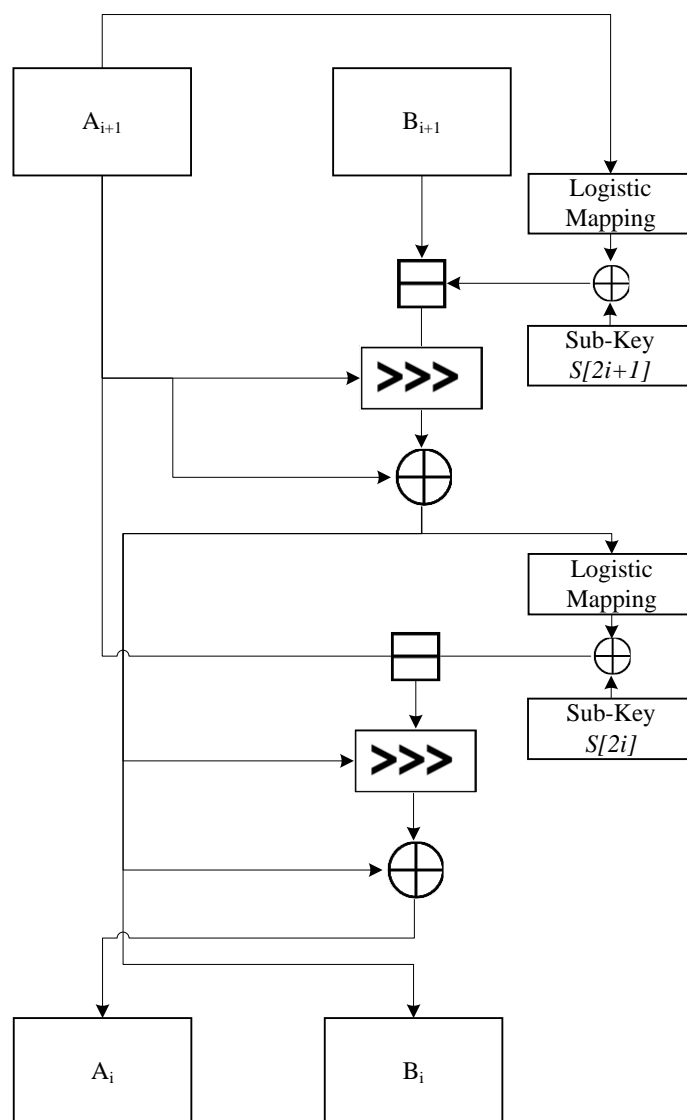 A_{i+1}
B_{i+1}
Logistic
Mapping
Sub-Key
S[2i+1]
>>>
Logistic
Mapping
Sub-Key
S[2i]
>>>
A_i
B_i